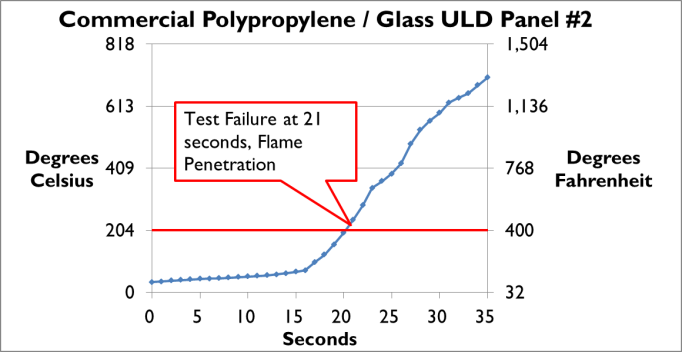 Commercial Polypropylene / Glass ULD Panel #2
818
613
409
204
0
Degrees
Celsius
Test Failure at 21
seconds, Flame
Penetration
1,504
1,136
768
400
32
Degrees
Fahrenheit
0 5 10 15 20 25 30 35
Seconds